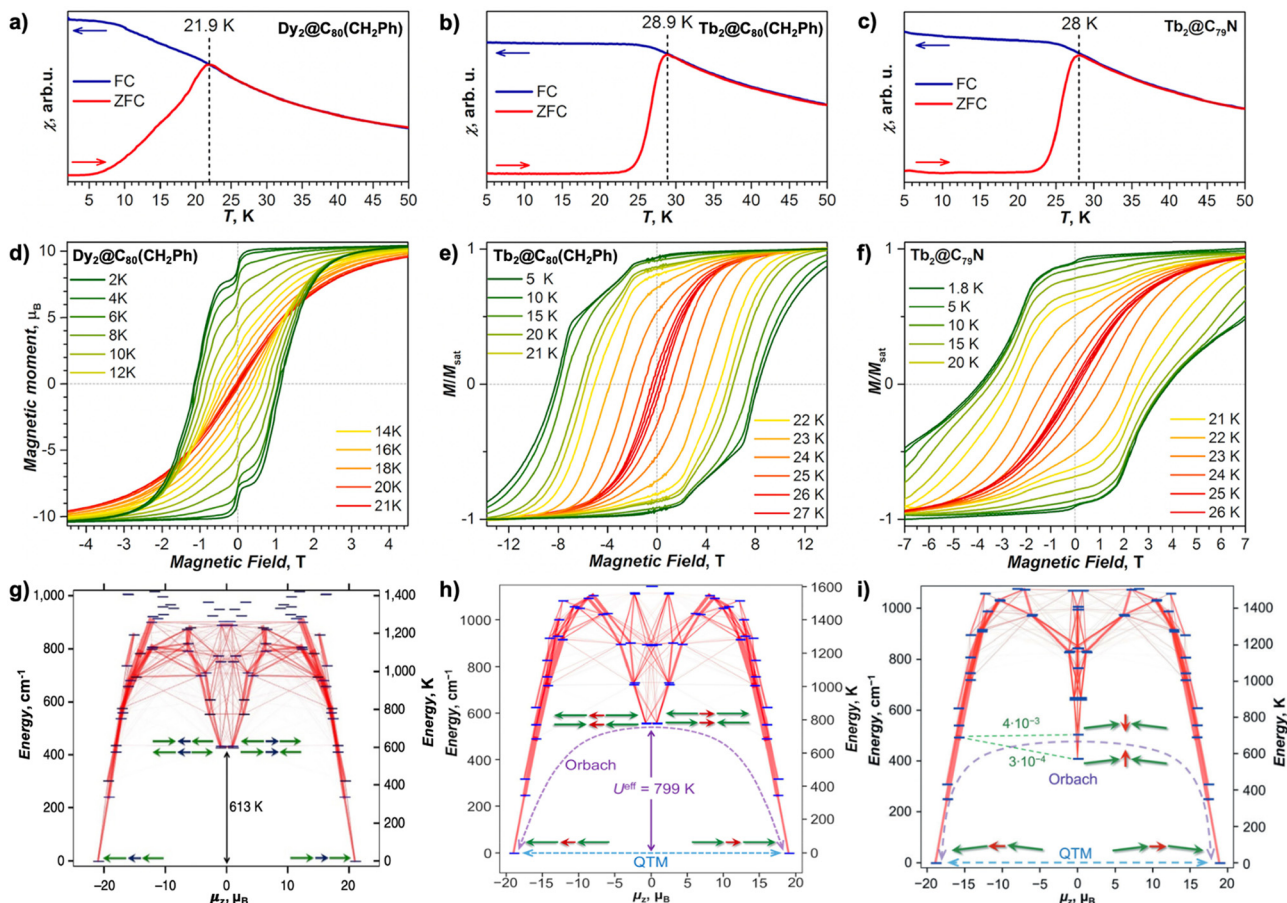 a)
21.9 K
Dy₂@C₈₀(CH₂Ph)
FC
ZFC
χ, arb. u.
5 10 15 20 25 30 35 40 45 50
T, K
b)
28.9 K
Tb₂@C₈₀(CH₂Ph)
FC
ZFC
χ, arb. u.
5 10 15 20 25 30 35 40 45 50
T, K
c)
28 K
Tb₂@C₇₉N
FC
ZFC
χ, arb. u.
5 10 15 20 25 30 35 40 45 50
T, K
d)
Dy₂@C₈₀(CH₂Ph)
2K
4K
6K
8K
10K
12K
14K
16K
18K
20K
21K
Magnetic moment, μB
10
5
0
-5
-10
-4 -3 -2 -1 0 1 2 3 4
Magnetic Field, T
e)
Tb₂@C₈₀(CH₂Ph)
5 K
10 K
15 K
20 K
21 K
22 K
23 K
24 K
25 K
26 K
27 K
M/Msat
1
0
-1
-12 -8 -4 0 4 8 12
Magnetic Field, T
f)
Tb₂@C₇₉N
1.8 K
5 K
10 K
15 K
20 K
21 K
22 K
23 K
24 K
25 K
26 K
M/Msat
1
0
-1
-7 -6 -5 -4 -3 -2 -1 0 1 2 3 4 5 6 7
Magnetic Field, T
g)
Energy, cm⁻¹
1,000
800
600
400
200
0
613 K
1,400
1,200
1,000
800
600
400
200
0
Energy, K
−20 −10 0 10 20
μz, μB
h)
Energy, cm⁻¹
1000
800
600
400
200
0
Orbach
Uᵉᶠᶠ = 799 K
QTM
1600
1400
1200
1000
800
600
400
200
0
Energy, K
−20 −15 −10 −5 0 5 10 15 20
μz, μB
i)
Energy, cm⁻¹
1000
800
600
400
200
0
4·10⁻³
3·10⁻⁴
Orbach
QTM
1400
1200
1000
800
600
400
200
0
Energy, K
−20 −15 −10 −5 0 5 10 15 20
μz, μB